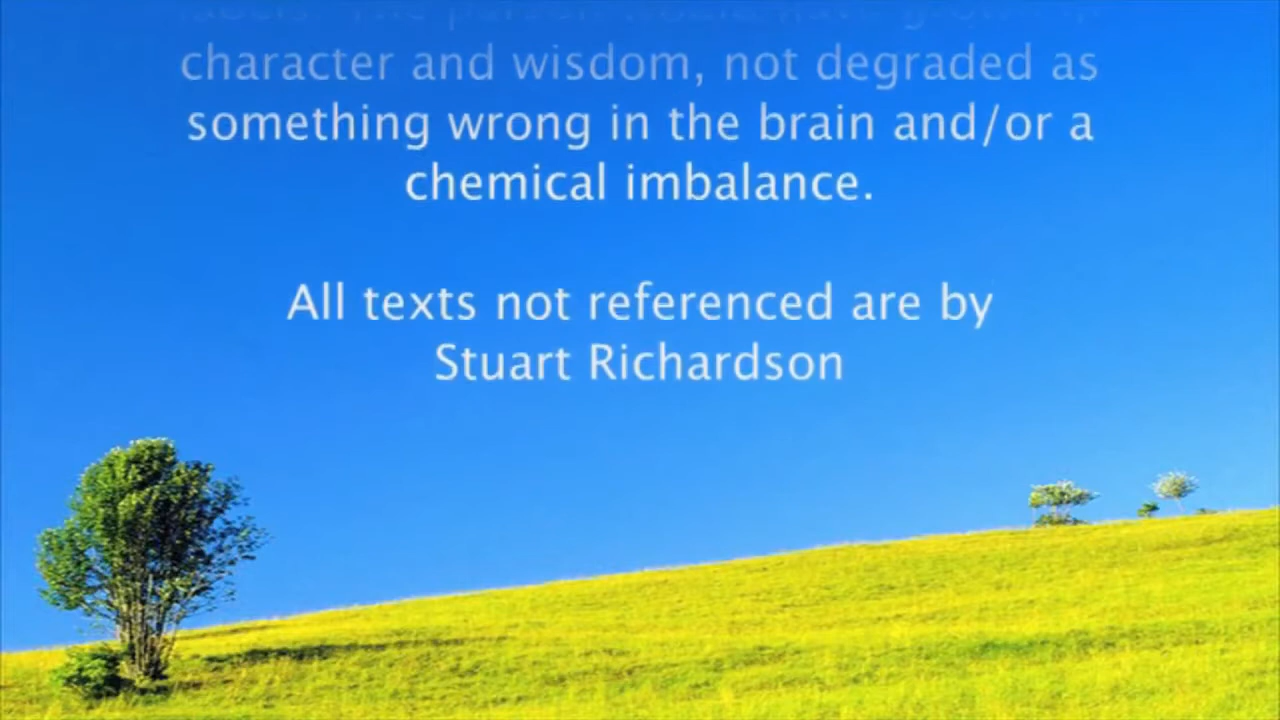 character and wisdom, not degraded as
something wrong in the brain and/or a
chemical imbalance.
All texts not referenced are by
Stuart Richardson